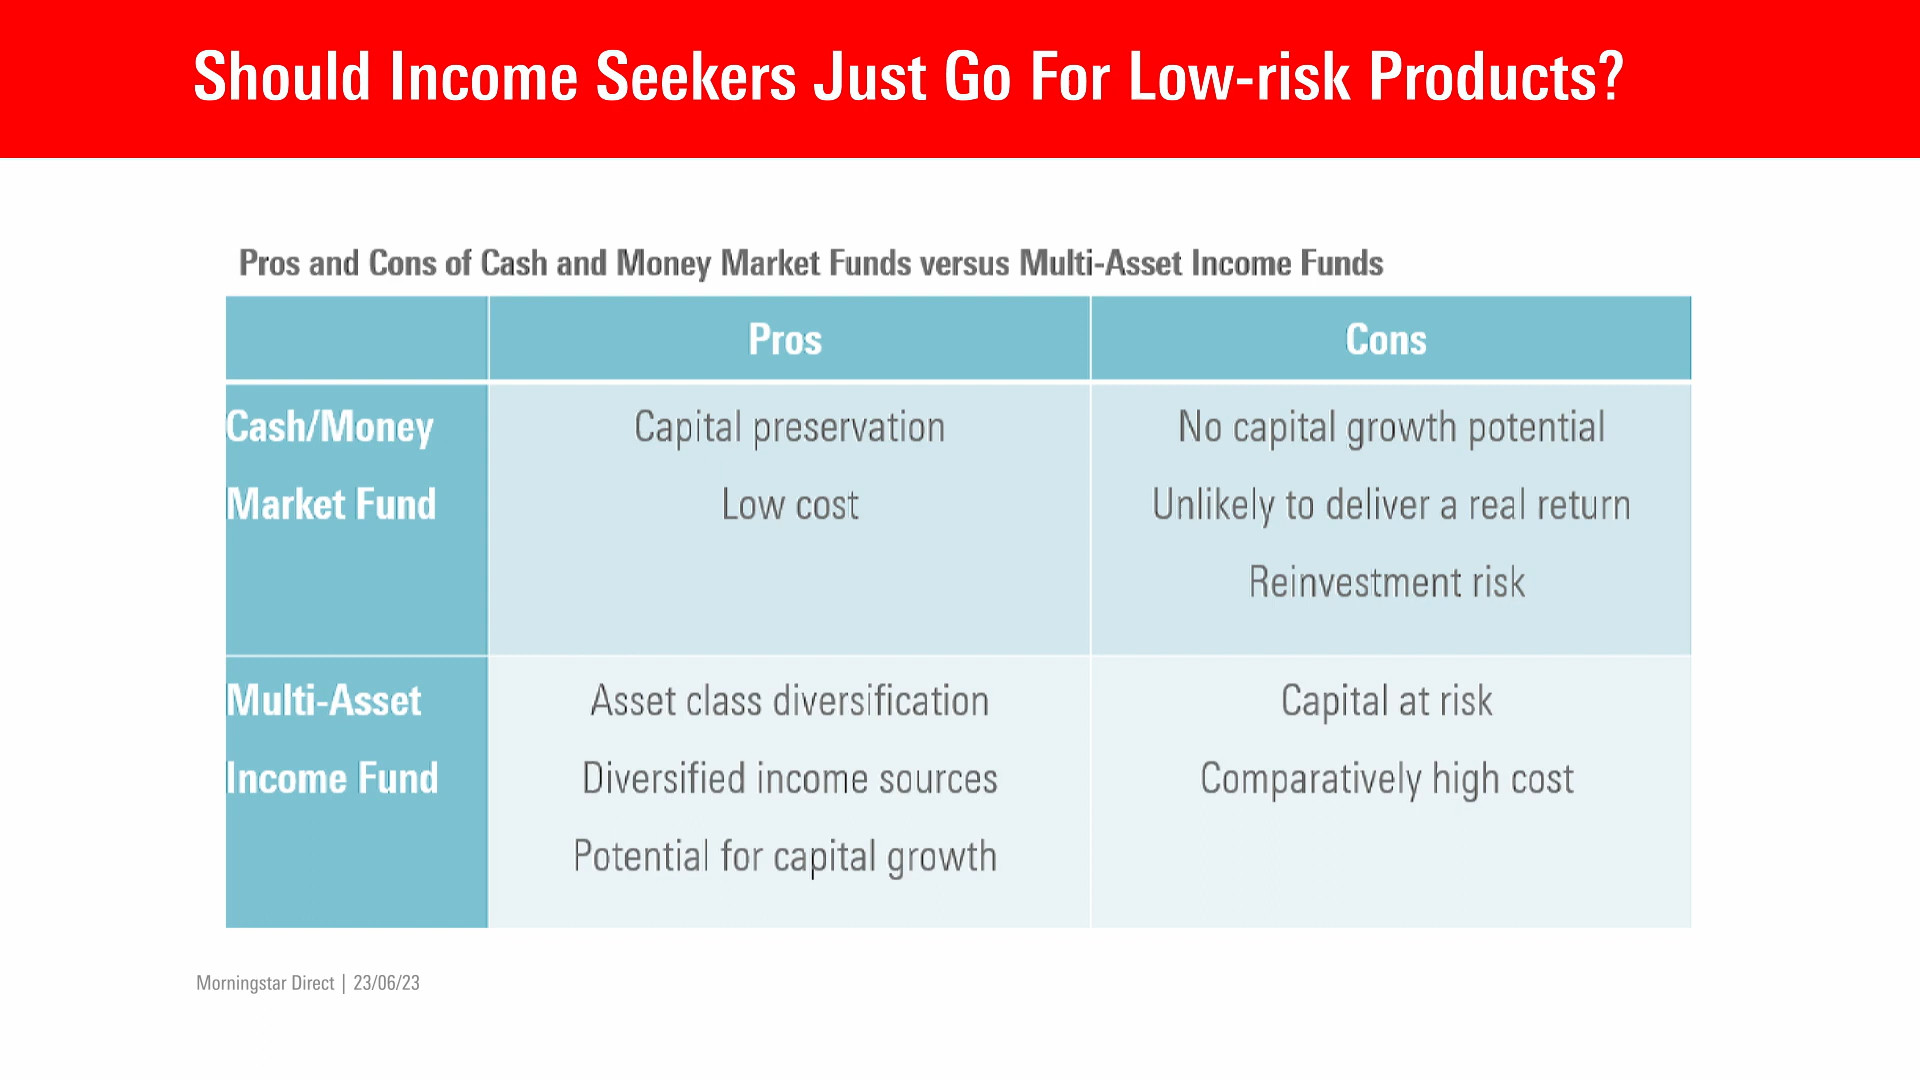 Should Income Seekers Just Go For Low-risk Products?
Pros and Cons of Cash and Money Market Funds versus Multi-Asset Income Funds
Pros
Cons
Cash/Money
Market Fund
Capital preservation
Low cost
No capital growth potential
Unlikely to deliver a real return
Reinvestment risk
Multi-Asset
Income Fund
Asset class diversification
Diversified income sources
Potential for capital growth
Capital at risk
Comparatively high cost
Morningstar Direct | 23/06/23